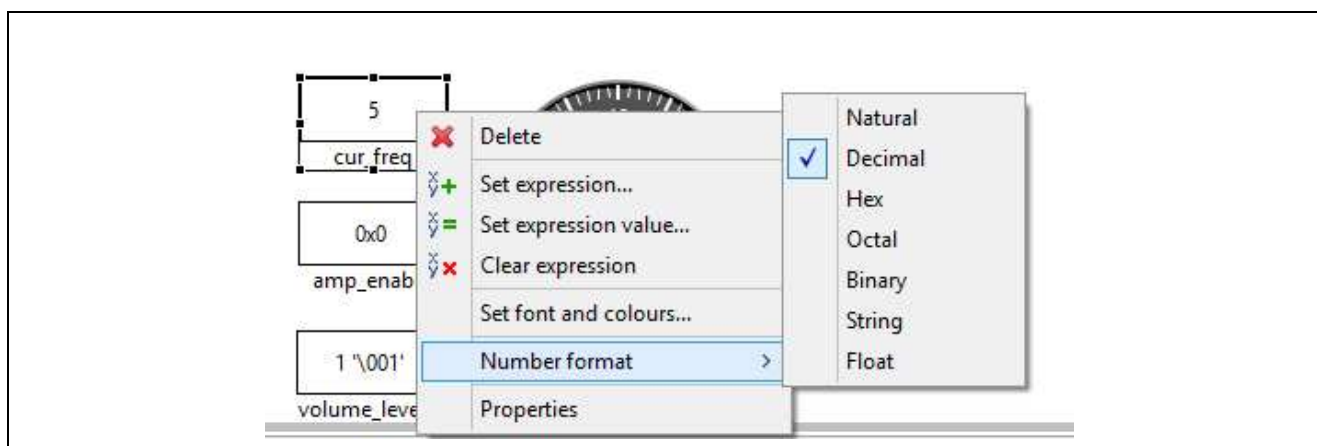 5
cur_freq
0x0
amp_enab
1 '\001'
volume_leve
Delete
Set expression...
Set expression value...
Clear expression
Set font and colours...
Number format
Properties
Natural
Decimal
Hex
Octal
Binary
String
Float